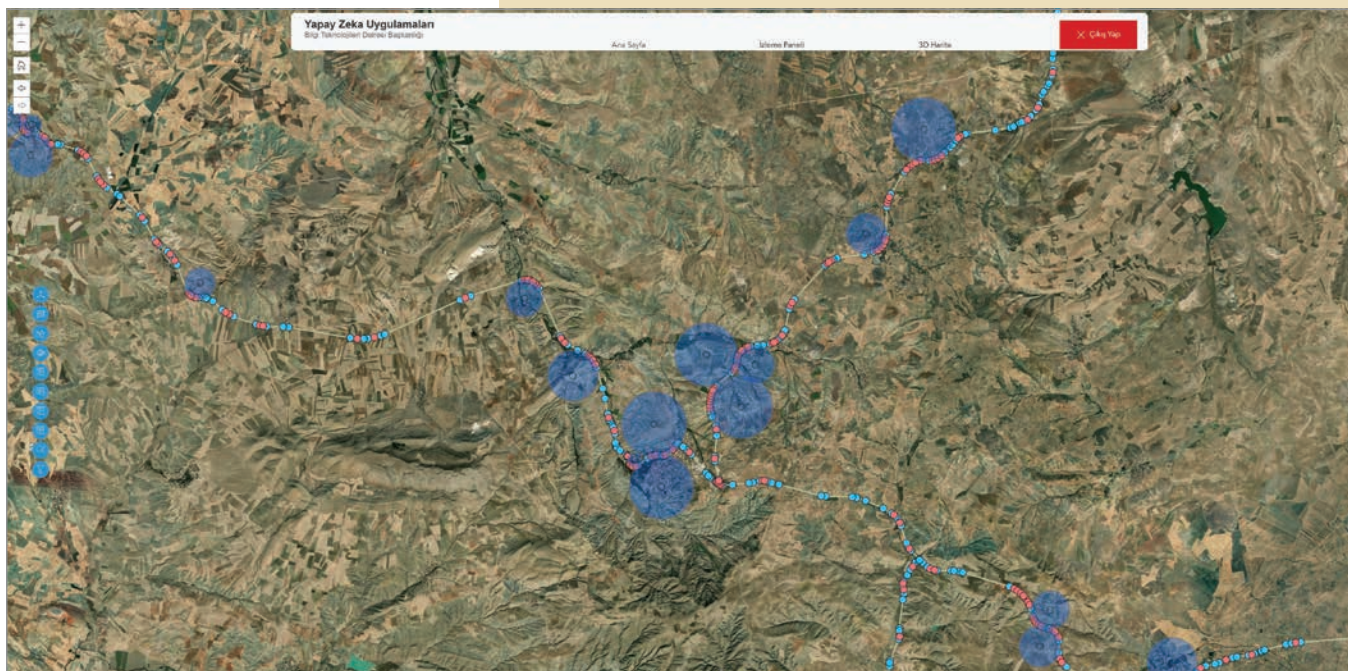 Yapay Zeka Uygulamaları
Bilgi Teknolojileri Dairesi Başkanlığı
Ana Sayfa
İzleme Paneli
3D Harita
Çıkış Yap